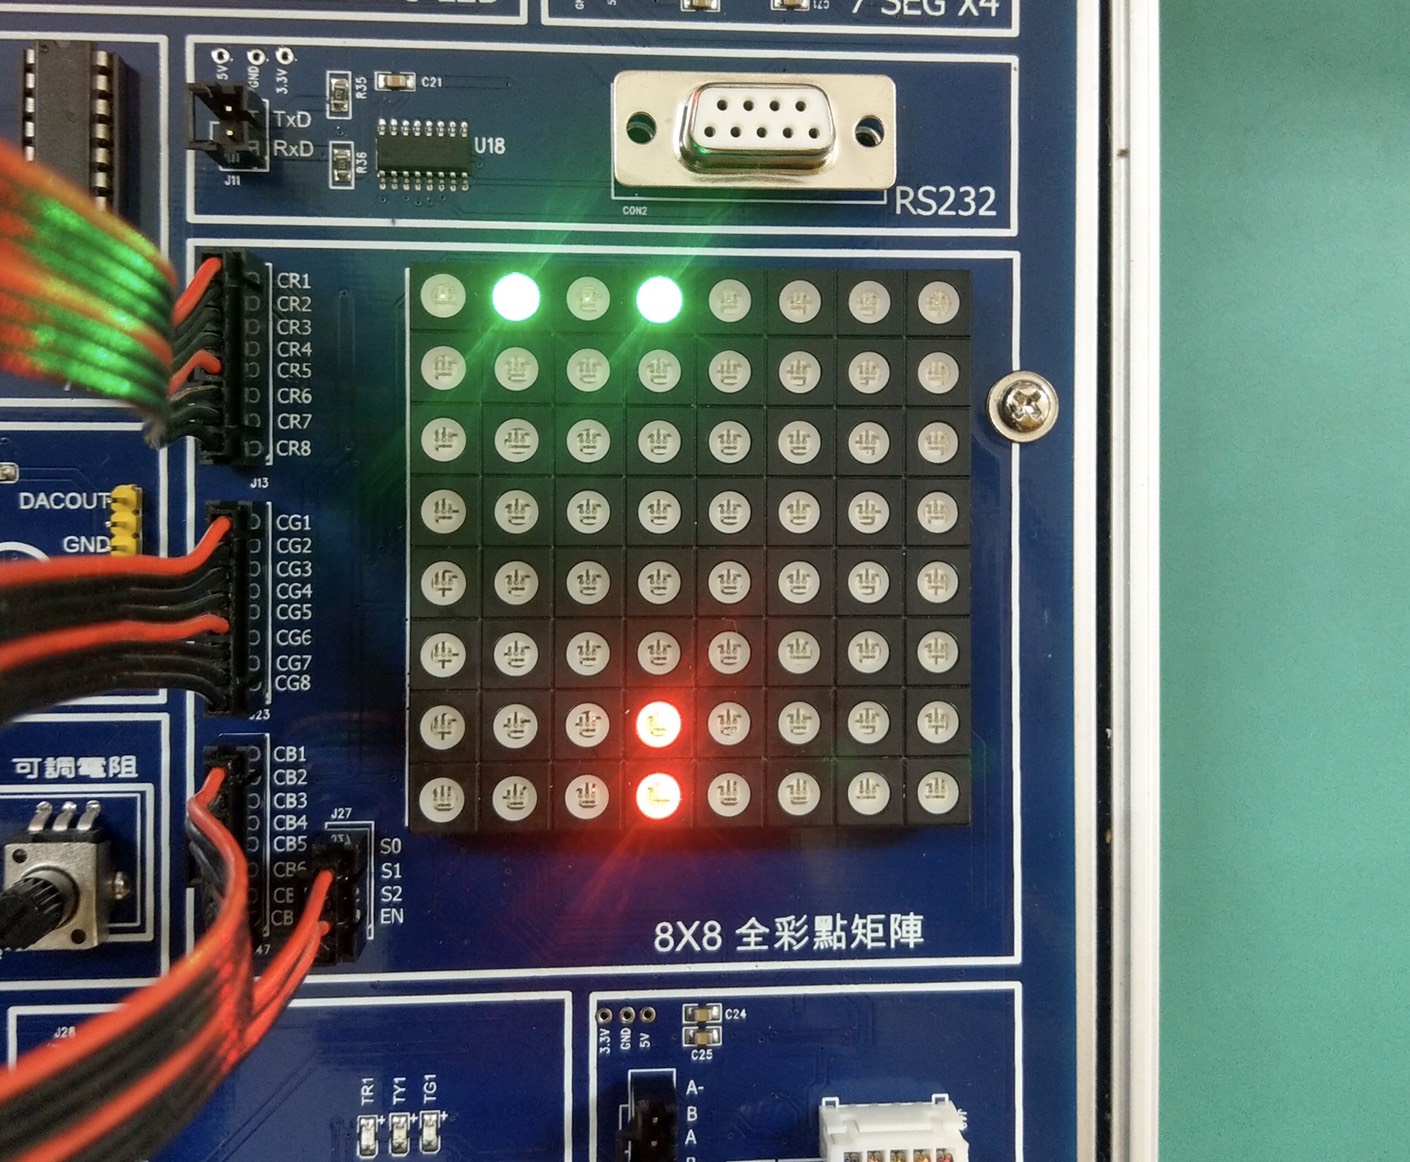 7 SEG X4
5V
GND
3.3V
R35
C21
TxD
RxD
R36
U18
J11
CON2
RS232
CR1
CR2
CR3
CR4
CR5
CR6
CR7
CR8
J13
DACOUT
GND
CG1
CG2
CG3
CG4
CG5
CG6
CG7
CG8
J23
可調電阻
CB1
CB2
CB3
CB4
CB5
J27
S0
S1
S2
EN
8X8 全彩點矩陣
J28
3.3V
GND
5V
C24
C25
TR1
TY1
TG1
A-
B
A